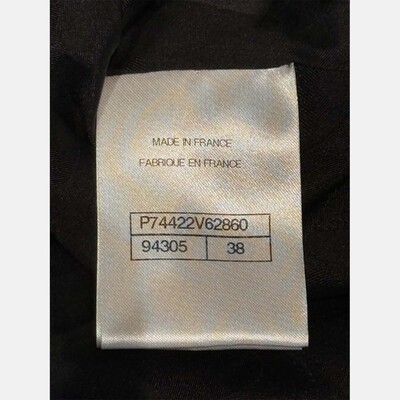 MADE IN FRANCE
FABRIQUE EN FRANCE
P74422V62860
94305 38